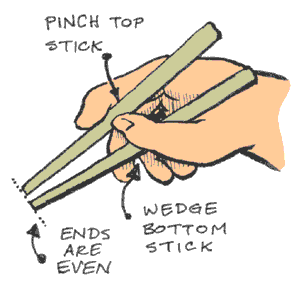 PINCH TOP
STICK
WEDGE
BOTTOM
STICK
ENDS
ARE
EVEN